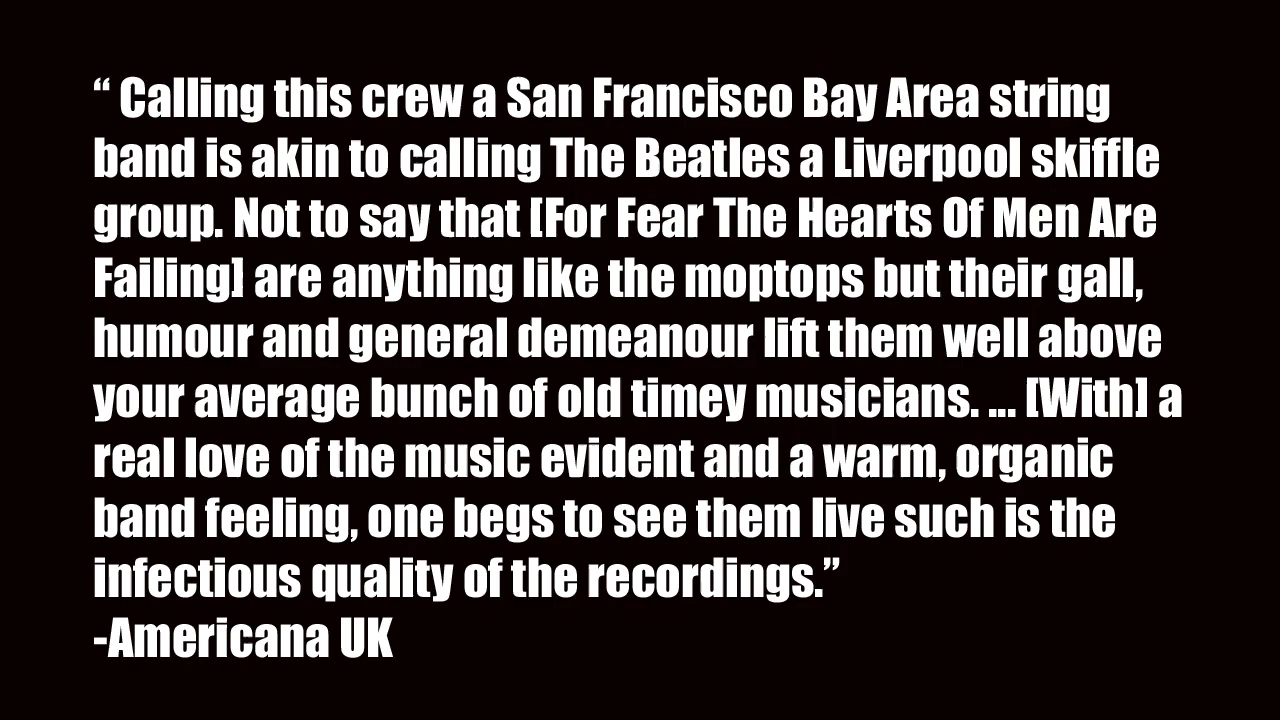 “ Calling this crew a San Francisco Bay Area string
band is akin to calling The Beatles a Liverpool skiffle
group. Not to say that [For Fear The Hearts Of Men Are
Failing] are anything like the moptops but their gall,
humour and general demeanour lift them well above
your average bunch of old timey musicians. ... [With] a
real love of the music evident and a warm, organic
band feeling, one begs to see them live such is the
infectious quality of the recordings.”
-Americana UK